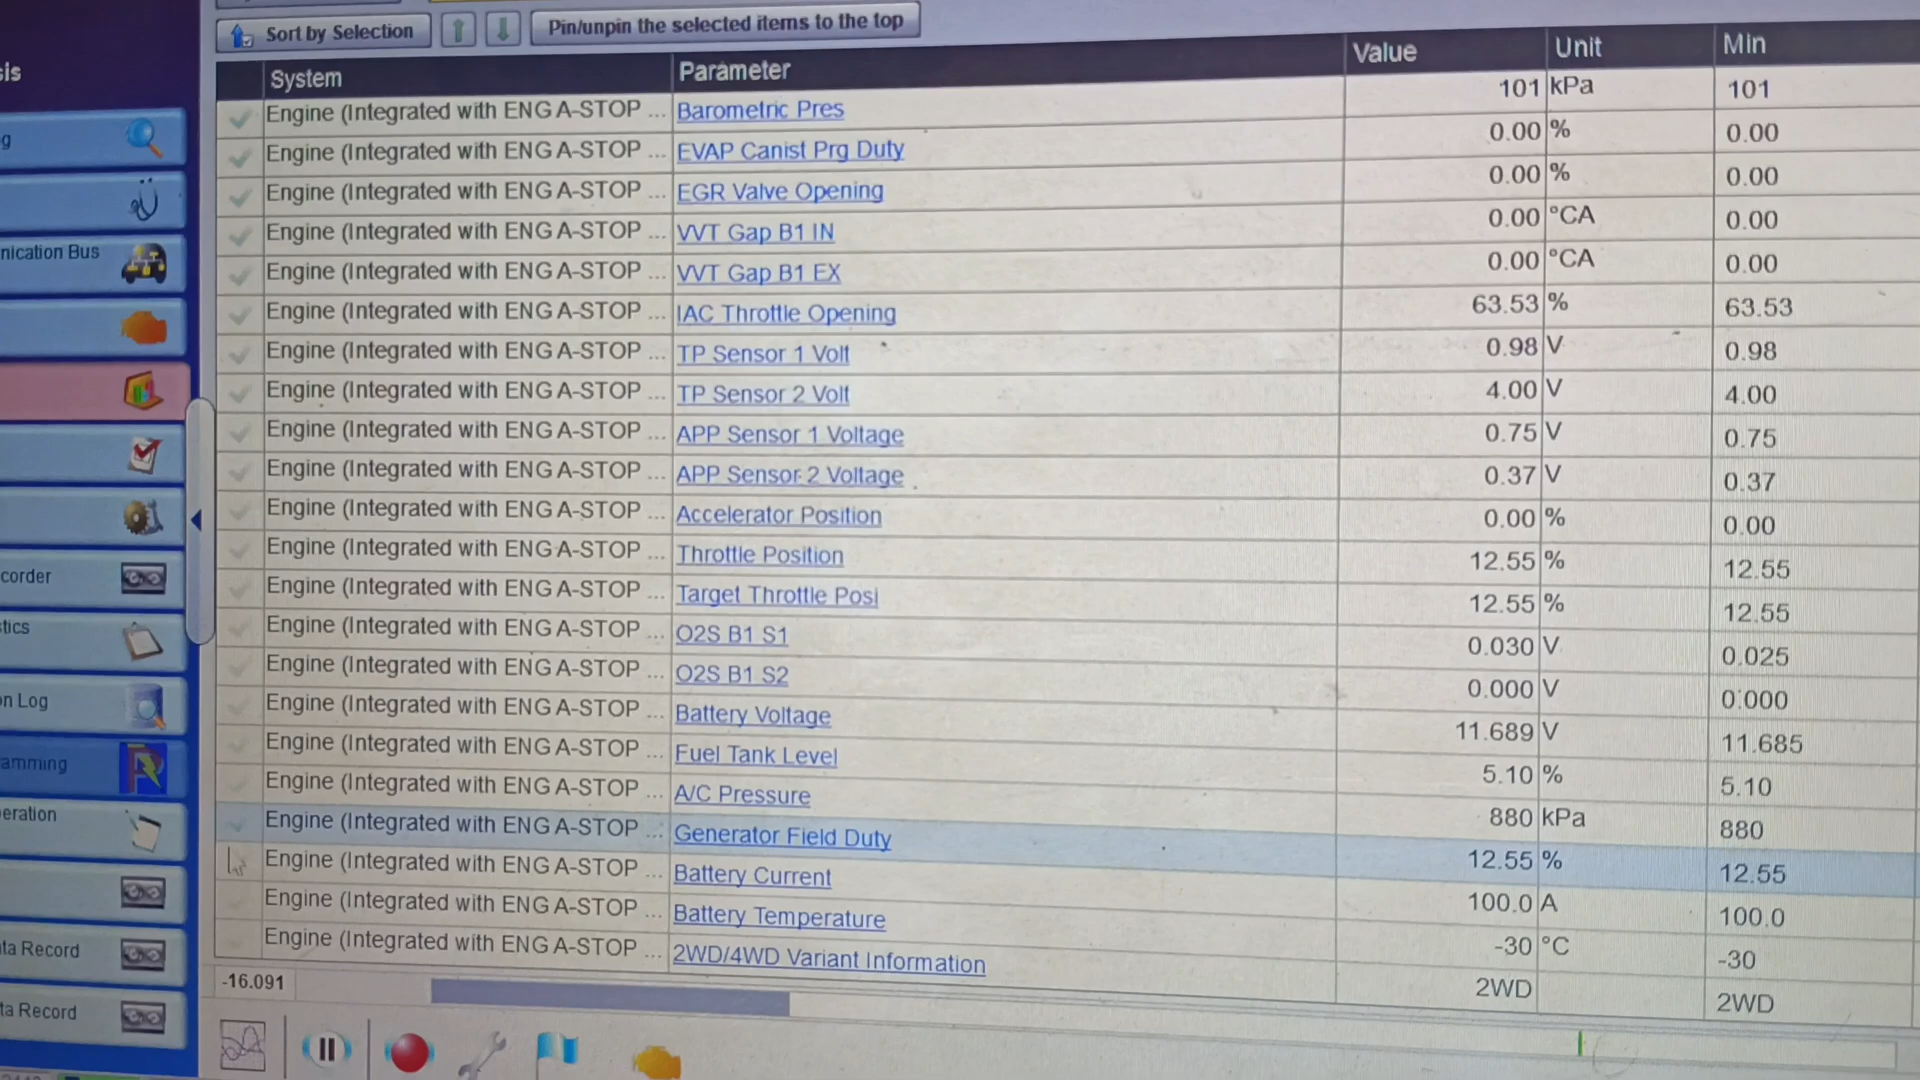 Sort by Selection Pin/unpin the selected items to the top
System Parameter Value Unit Min
Engine (Integrated with ENG A-STOP ... Barometric Pres 101 kPa 101
Engine (Integrated with ENG A-STOP ... EVAP Canist Prg Duty 0.00 % 0.00
Engine (Integrated with ENG A-STOP ... EGR Valve Opening 0.00 % 0.00
Engine (Integrated with ENG A-STOP ... VVT Gap B1 IN 0.00 °CA 0.00
Engine (Integrated with ENG A-STOP ... VVT Gap B1 EX 0.00 °CA 0.00
Engine (Integrated with ENG A-STOP ... IAC Throttle Opening 63.53 % 63.53
Engine (Integrated with ENG A-STOP ... TP Sensor 1 Volt 0.98 V 0.98
Engine (Integrated with ENG A-STOP ... TP Sensor 2 Volt 4.00 V 4.00
Engine (Integrated with ENG A-STOP ... APP Sensor 1 Voltage 0.75 V 0.75
Engine (Integrated with ENG A-STOP ... APP Sensor 2 Voltage 0.37 V 0.37
Engine (Integrated with ENG A-STOP ... Accelerator Position 0.00 % 0.00
Engine (Integrated with ENG A-STOP ... Throttle Position 12.55 % 12.55
Engine (Integrated with ENG A-STOP ... Target Throttle Posi 12.55 % 12.55
Engine (Integrated with ENG A-STOP ... O2S B1 S1 0.030 V 0.025
Engine (Integrated with ENG A-STOP ... O2S B1 S2 0.000 V 0.000
Engine (Integrated with ENG A-STOP ... Battery Voltage 11.689 V 11.685
Engine (Integrated with ENG A-STOP ... Fuel Tank Level 5.10 % 5.10
Engine (Integrated with ENG A-STOP ... A/C Pressure 880 kPa 880
Engine (Integrated with ENG A-STOP ... Generator Field Duty 12.55 % 12.55
Engine (Integrated with ENG A-STOP ... Battery Current 100.0 A 100.0
Engine (Integrated with ENG A-STOP ... Battery Temperature -30 °C -30
Engine (Integrated with ENG A-STOP ... 2WD/4WD Variant Information 2WD 2WD
-16.091
sis
g
nication Bus
corder
tics
on Log
amming
eration
ta Record
ta Record